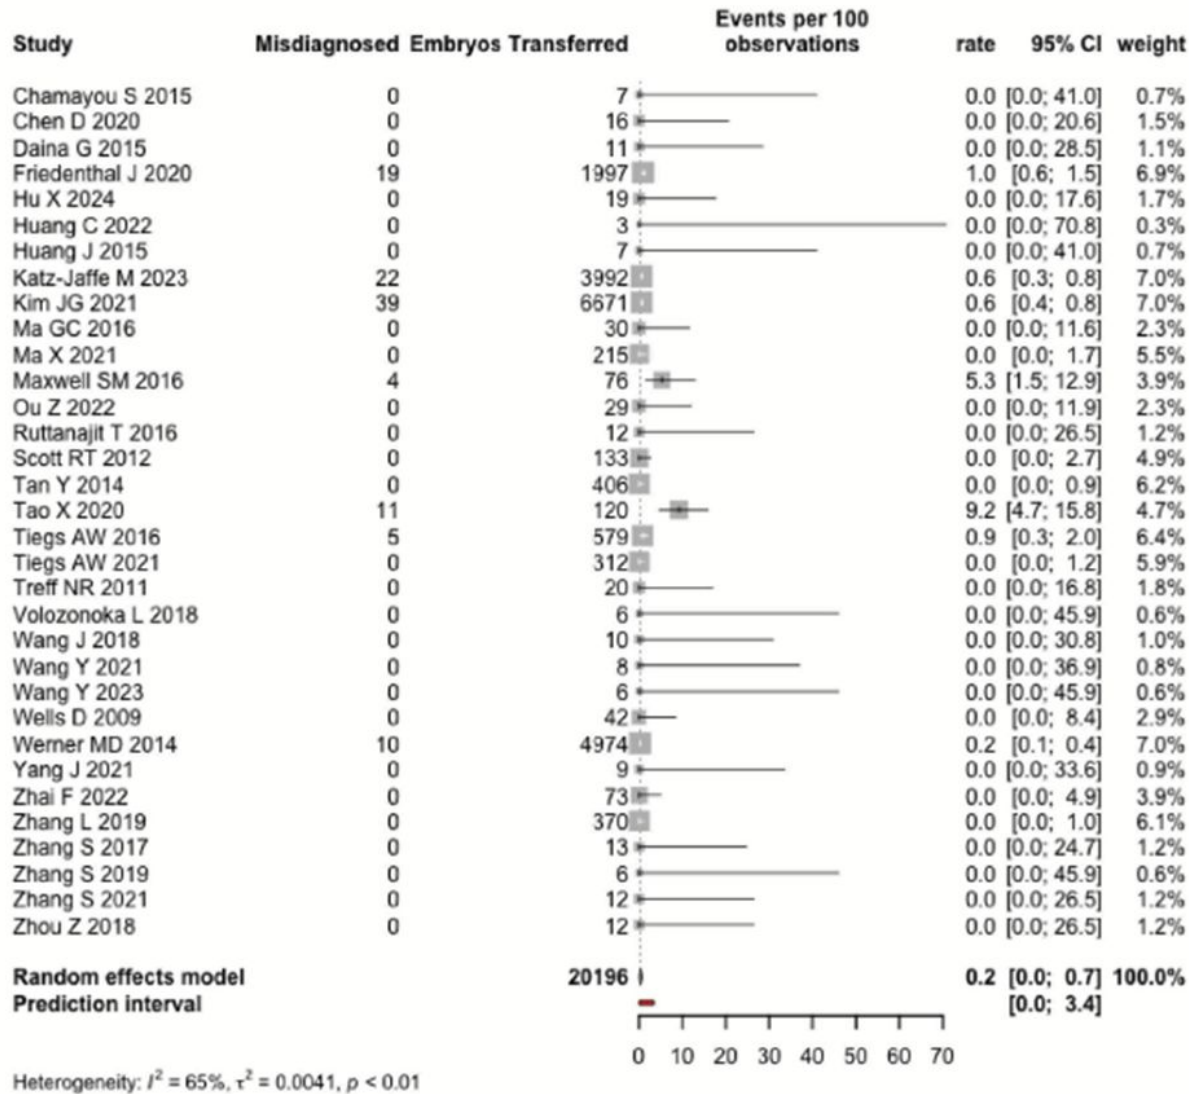 Events per 100
Study Misdiagnosed Embryos Transferred observations rate 95% CI weight
Chamayou S 2015 0 7 0.0 [0.0; 41.0] 0.7%
Chen D 2020 0 16 0.0 [0.0; 20.6] 1.5%
Daina G 2015 0 11 0.0 [0.0; 28.5] 1.1%
Friedenthal J 2020 19 1997 1.0 [0.6; 1.5] 6.9%
Hu X 2024 0 19 0.0 [0.0; 17.6] 1.7%
Huang C 2022 0 3 0.0 [0.0; 70.8] 0.3%
Huang J 2015 0 7 0.0 [0.0; 41.0] 0.7%
Katz-Jaffe M 2023 22 3992 0.6 [0.3; 0.8] 7.0%
Kim JG 2021 39 6671 0.6 [0.4; 0.8] 7.0%
Ma GC 2016 0 30 0.0 [0.0; 11.6] 2.3%
Ma X 2021 0 215 0.0 [0.0; 1.7] 5.5%
Maxwell SM 2016 4 76 5.3 [1.5; 12.9] 3.9%
Ou Z 2022 0 29 0.0 [0.0; 11.9] 2.3%
Ruttanajit T 2016 0 12 0.0 [0.0; 26.5] 1.2%
Scott RT 2012 0 133 0.0 [0.0; 2.7] 4.9%
Tan Y 2014 0 406 0.0 [0.0; 0.9] 6.2%
Tao X 2020 11 120 9.2 [4.7; 15.8] 4.7%
Tiegs AW 2016 5 579 0.9 [0.3; 2.0] 6.4%
Tiegs AW 2021 0 312 0.0 [0.0; 1.2] 5.9%
Treff NR 2011 0 20 0.0 [0.0; 16.8] 1.8%
Volozonoka L 2018 0 6 0.0 [0.0; 45.9] 0.6%
Wang J 2018 0 10 0.0 [0.0; 30.8] 1.0%
Wang Y 2021 0 8 0.0 [0.0; 36.9] 0.8%
Wang Y 2023 0 6 0.0 [0.0; 45.9] 0.6%
Wells D 2009 0 42 0.0 [0.0; 8.4] 2.9%
Werner MD 2014 10 4974 0.2 [0.1; 0.4] 7.0%
Yang J 2021 0 9 0.0 [0.0; 33.6] 0.9%
Zhai F 2022 0 73 0.0 [0.0; 4.9] 3.9%
Zhang L 2019 0 370 0.0 [0.0; 1.0] 6.1%
Zhang S 2017 0 13 0.0 [0.0; 24.7] 1.2%
Zhang S 2019 0 6 0.0 [0.0; 45.9] 0.6%
Zhang S 2021 0 12 0.0 [0.0; 26.5] 1.2%
Zhou Z 2018 0 12 0.0 [0.0; 26.5] 1.2%
Random effects model 20196 0.2 [0.0; 0.7] 100.0%
Prediction interval [0.0; 3.4]
0 10 20 30 40 50 60 70
Heterogeneity: I² = 65%, τ² = 0.0041, p < 0.01